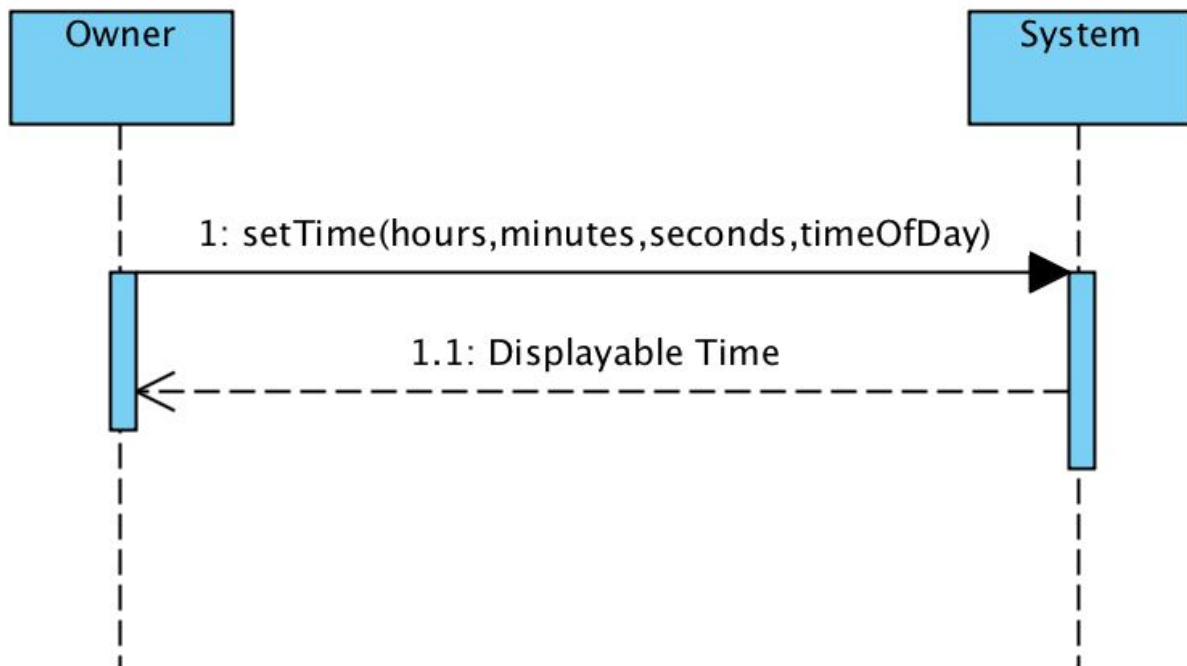 Owner
System
1: setTime(hours,minutes,seconds,timeOfDay)
1.1: Displayable Time